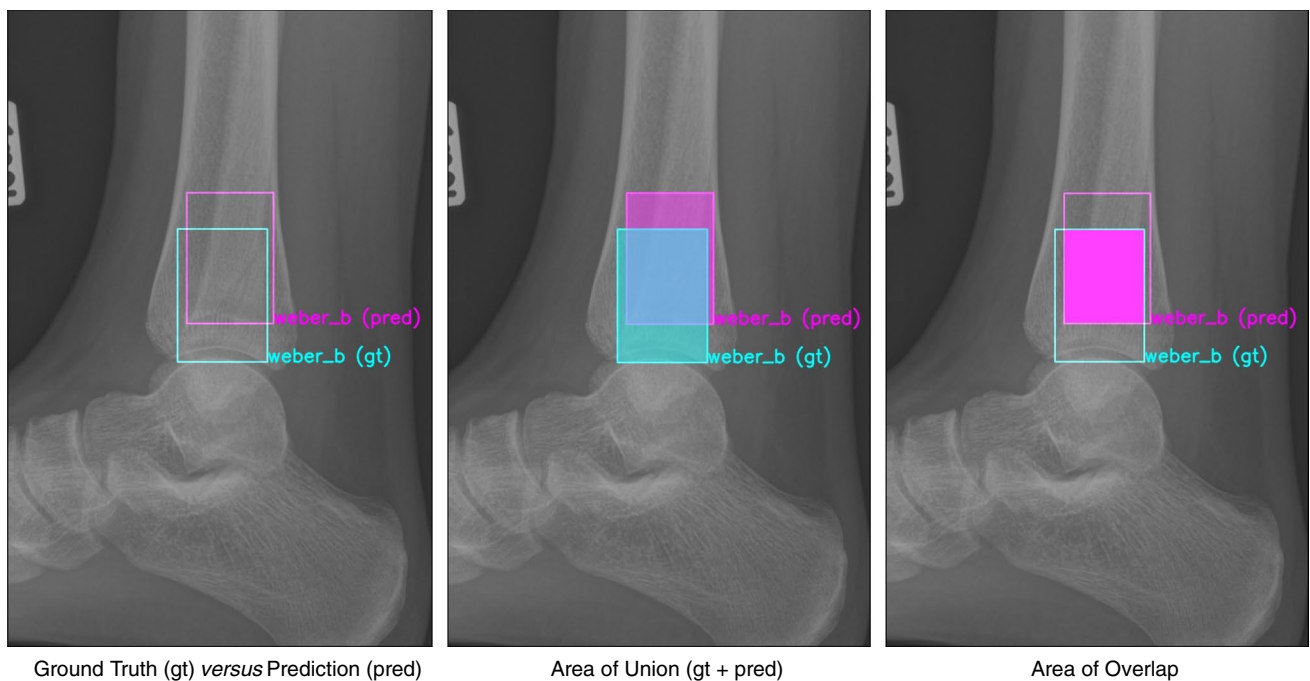 weber_b (pred)
weber_b (gt)
weber_b (pred)
weber_b (gt)
weber_b (pred)
weber_b (gt)
Ground Truth (gt) versus Prediction (pred)
Area of Union (gt + pred)
Area of Overlap